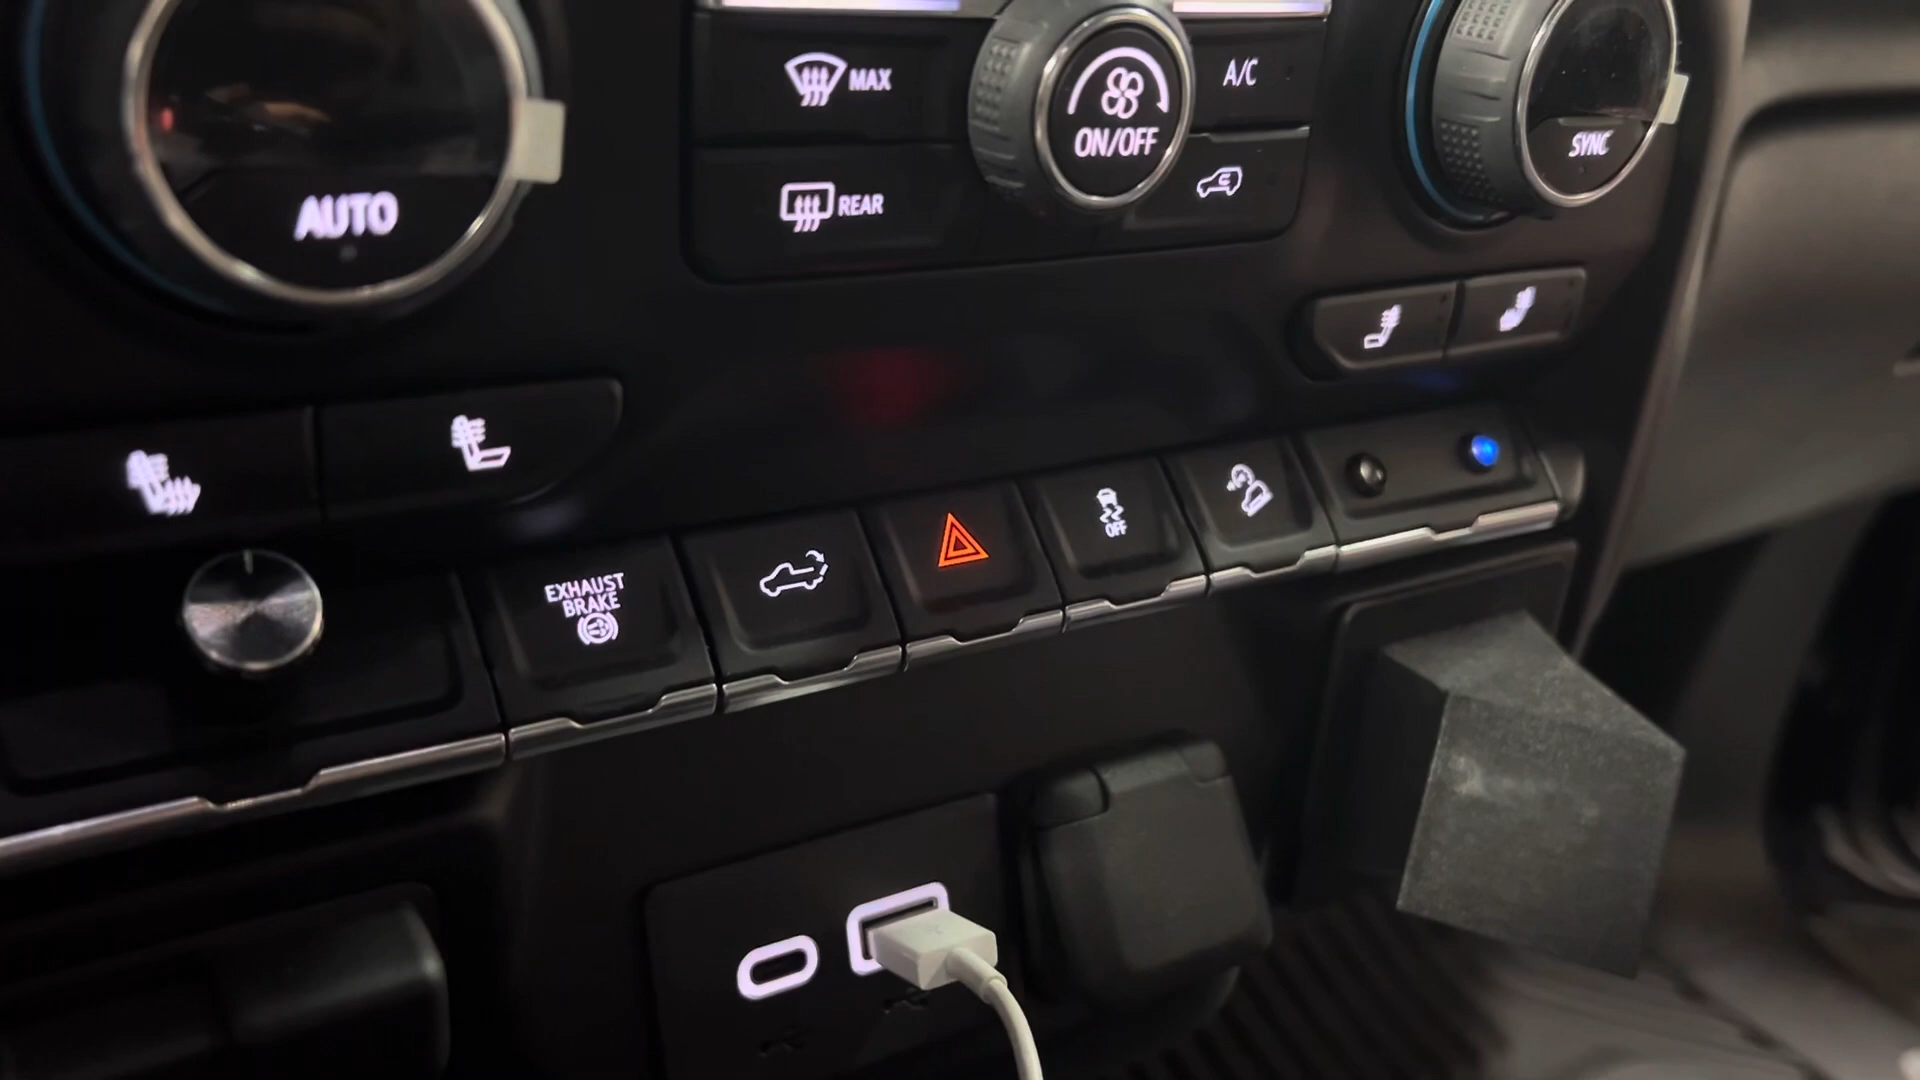 MAX
A/C
ON/OFF
SYNC
REAR
AUTO
OFF
EXHAUST
BRAKE